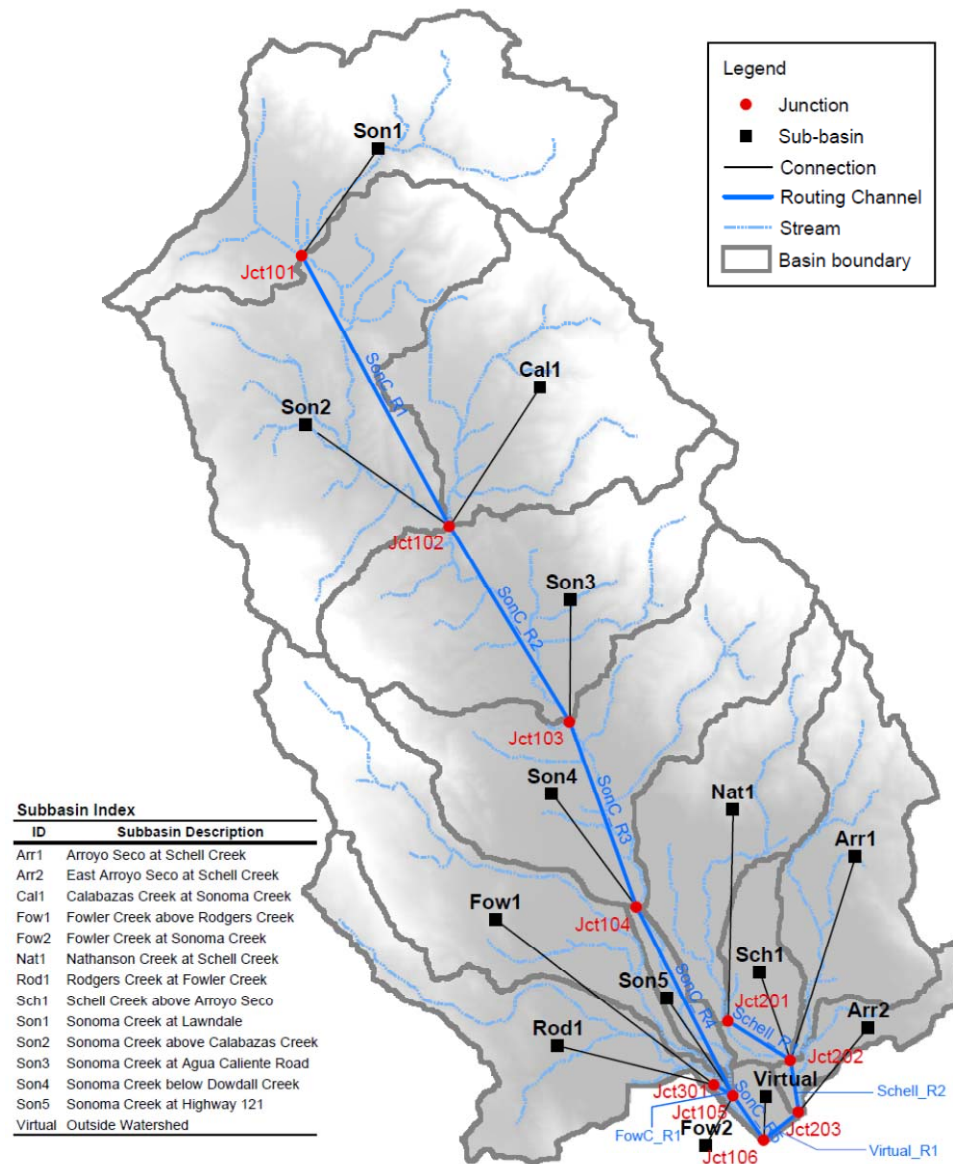 Legend
Junction
Sub-basin
Connection
Routing Channel
Stream
Basin boundary
Son1
Jct101
SonC_R1
Cal1
Son2
Jct102
SonC_R2
Son3
Jct103
Son4
SonC_R3
Nat1
Arr1
Fow1
Jct104
Sch1
Son5
SonC_R4
Jct201
Schell_R
Arr2
Rod1
Jct202
Jct301
Virtual
Schell_R2
Jct105
SonC_R
Jct203
FowC_R1
Fow2
Virtual_R1
Jct106
Subbasin Index
ID Subbasin Description
Arr1 Arroyo Seco at Schell Creek
Arr2 East Arroyo Seco at Schell Creek
Cal1 Calabazas Creek at Sonoma Creek
Fow1 Fowler Creek above Rodgers Creek
Fow2 Fowler Creek at Sonoma Creek
Nat1 Nathanson Creek at Schell Creek
Rod1 Rodgers Creek at Fowler Creek
Sch1 Schell Creek above Arroyo Seco
Son1 Sonoma Creek at Lawndale
Son2 Sonoma Creek above Calabazas Creek
Son3 Sonoma Creek at Agua Caliente Road
Son4 Sonoma Creek below Dowdall Creek
Son5 Sonoma Creek at Highway 121
Virtual Outside Watershed